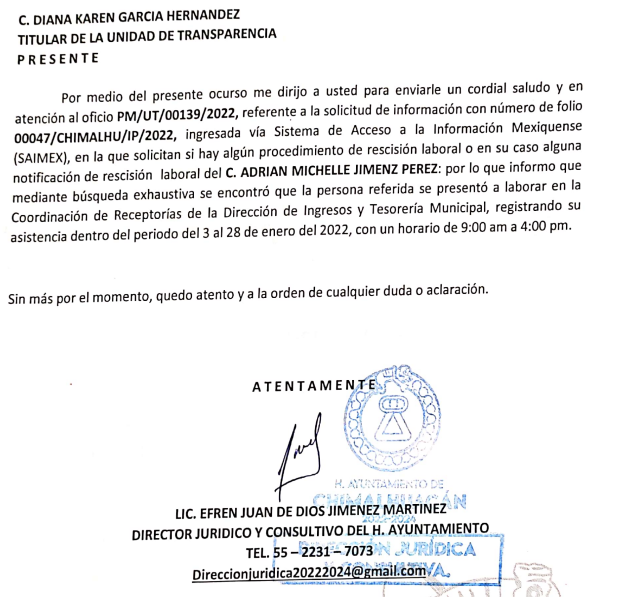 C. DIANA KAREN GARCIA HERNANDEZ
TITULAR DE LA UNIDAD DE TRANSPARENCIA
P R E S E N T E
Por medio del presente ocurso me dirijo a usted para enviarle un cordial saludo y en
atención al oficio PM/UT/00139/2022, referente a la solicitud de información con número de folio
00047/CHIMALHU/IP/2022, ingresada vía Sistema de Acceso a la Información Mexiquense
(SAIMEX), en la que solicitan si hay algún procedimiento de rescisión laboral o en su caso alguna
notificación de rescisión laboral del C. ADRIAN MICHELLE JIMENZ PEREZ: por lo que informo que
mediante búsqueda exhaustiva se encontró que la persona referida se presentó a laborar en la
Coordinación de Receptorías de la Dirección de Ingresos y Tesorería Municipal, registrando su
asistencia dentro del periodo del 3 al 28 de enero del 2022, con un horario de 9:00 am a 4:00 pm.
Sin más por el momento, quedo atento y a la orden de cualquier duda o aclaración.
A T E N T A M E N T E
H. AYUNTAMIENTO DE
CHIMALHUACÁN
2022-2024
LIC. EFREN JUAN DE DIOS JIMENEZ MARTINEZ
DIRECTOR JURIDICO Y CONSULTIVO DEL H. AYUNTAMIENTO
TEL. 55 – 2231 – 7073
DIRECCIÓN JURÍDICA
Direccionjuridica20222024@gmail.com